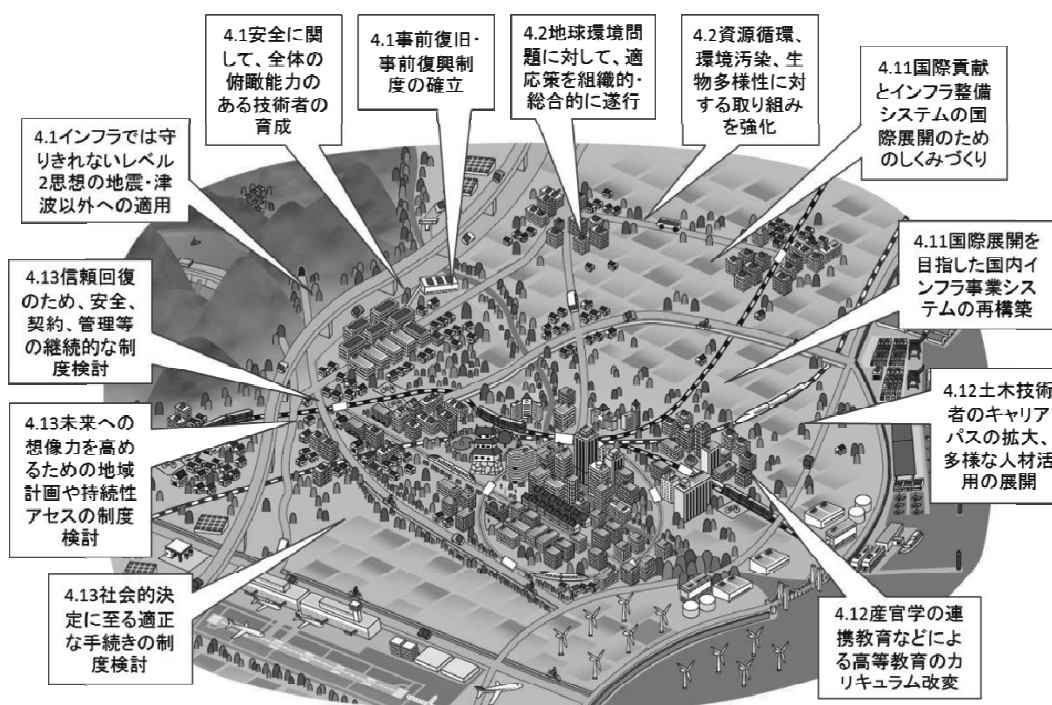 4.1安全に関
して、全体の
俯瞰能力の
ある技術者の
育成
4.1事前復旧・
事前復興制
度の確立
4.2地球環境問
題に対して、適
応策を組織的・
総合的に遂行
4.2資源循環、
環境汚染、生
物多様性に対
する取り組み
を強化
4.11国際貢献
とインフラ整備
システムの国
際展開のため
のしくみづくり
4.1インフラでは守
りきれないレベル
2思想の地震・津
波以外への適用
4.11国際展開を
目指した国内イ
ンフラ事業シス
テムの再構築
4.13信頼回復
のため、安全、
契約、管理等
の継続的な制
度検討
4.12土木技術
者のキャリア
パスの拡大、
多様な人材活
用の展開
4.13未来への
想像力を高め
るための地域
計画や持続性
アセスの制度
検討
4.13社会的決
定に至る適正
な手続きの制
度検討
4.12産官学の連
携教育などによ
る高等教育のカ
リキュラム改変